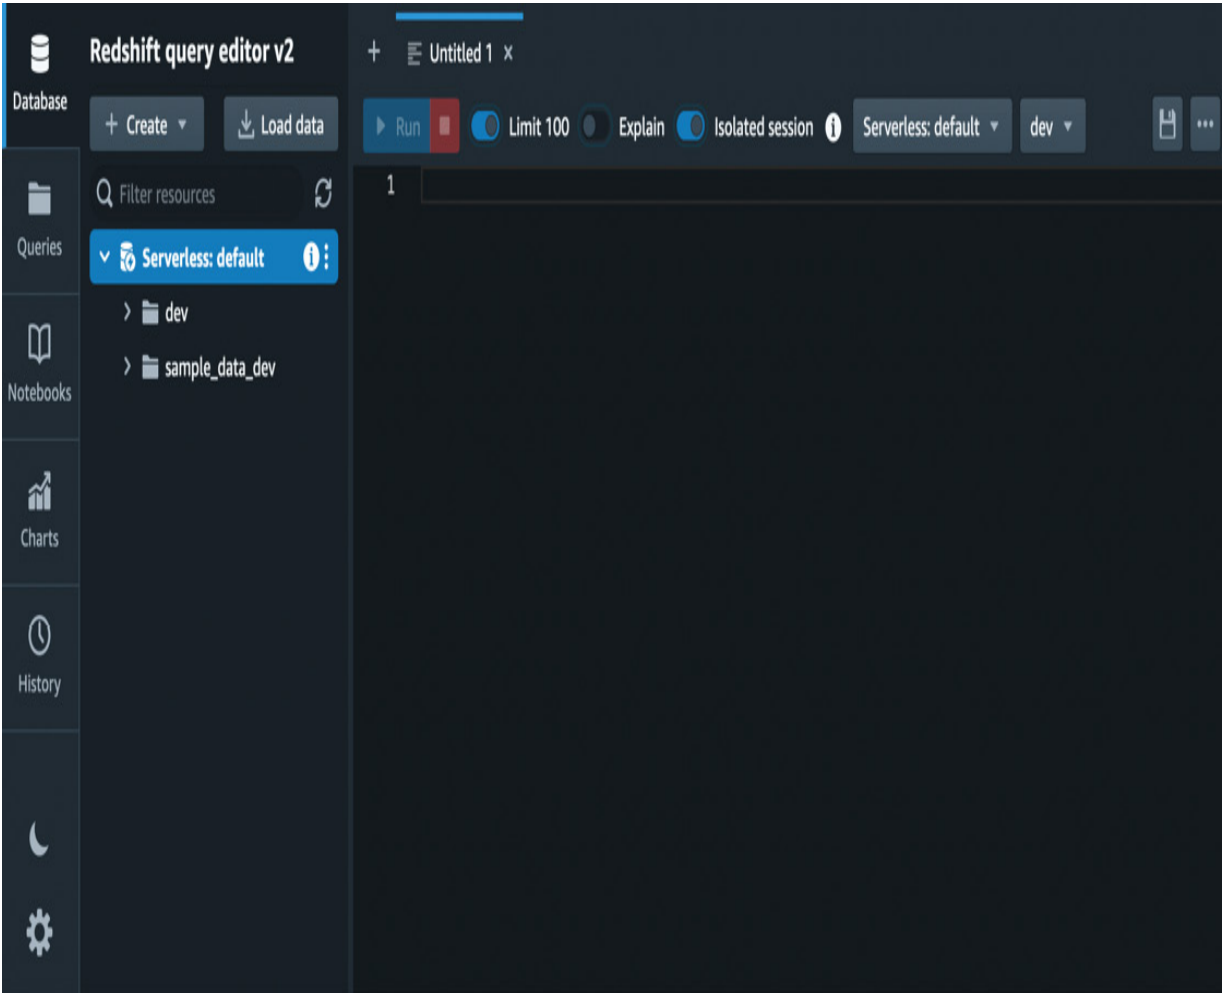 Database
Queries
Notebooks
Charts
History
Redshift query editor v2
+ Create
Load data
Filter resources
Serverless: default
dev
sample_data_dev
+ Untitled 1 ×
Run Limit 100 Explain Isolated session i Serverless: default dev ...
1